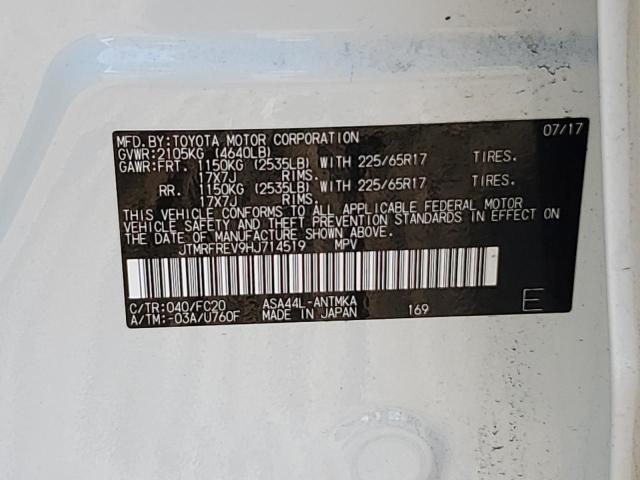 MFD.BY:TOYOTA MOTOR CORPORATION 07/17
GVWR:2105KG (4640LB)
GAWR:FRT. 1150KG (2535LB) WITH 225/65R17 TIRES.
17X7J RIMS.
RR. 1150KG (2535LB) WITH 225/65R17 TIRES.
17X7J RIMS.
THIS VEHICLE CONFORMS TO ALL APPLICABLE FEDERAL MOTOR
VEHICLE SAFETY AND THEFT PREVENTION STANDARDS IN EFFECT ON
THE DATE OF MANUFACTURE SHOWN ABOVE.
JTMRFREV9HJ714519 MPV
C/TR:040/FC20 ASA44L-ANTMKA
A/TM:-03A/U760F MADE IN JAPAN 169 E